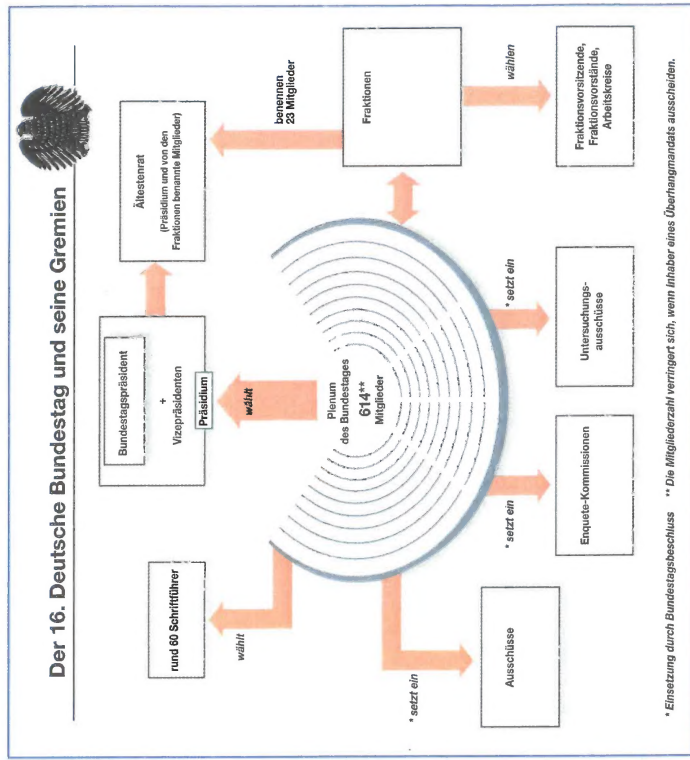 Der 16. Deutsche Bundestag und seine Gremien
rund 60 Schriftführer
wählt
Bundestagspräsident
+
Vizepräsidenten
Präsidium
wählt
Ältestenrat
(Präsidium und von den
Fraktionen benannte Mitglieder)
benennen
23 Mitglieder
Plenum
des Bundestages
614**
Mitglieder
Fraktionen
wählen
Fraktionsvorsitzende,
Fraktionsvorstände,
Arbeitskreise
* setzt ein
Ausschüsse
* setzt ein
Enquete-Kommissionen
* setzt ein
Untersuchungs-
ausschüsse
* Einsetzung durch Bundestagsbeschluss ** Die Mitgliederzahl verringert sich, wenn Inhaber eines Überhangmandats ausscheiden.